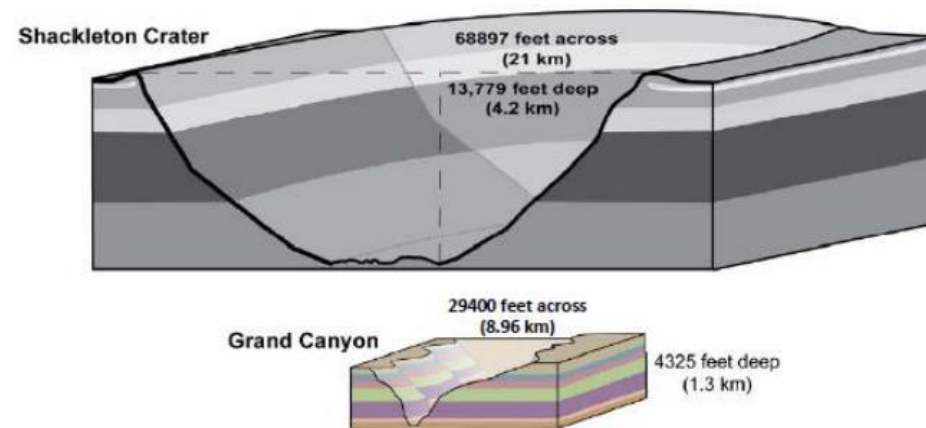 Shackleton Crater
68897 feet across
(21 km)
13,779 feet deep
(4.2 km)
29400 feet across
(8.96 km)
Grand Canyon
4325 feet deep
(1.3 km)